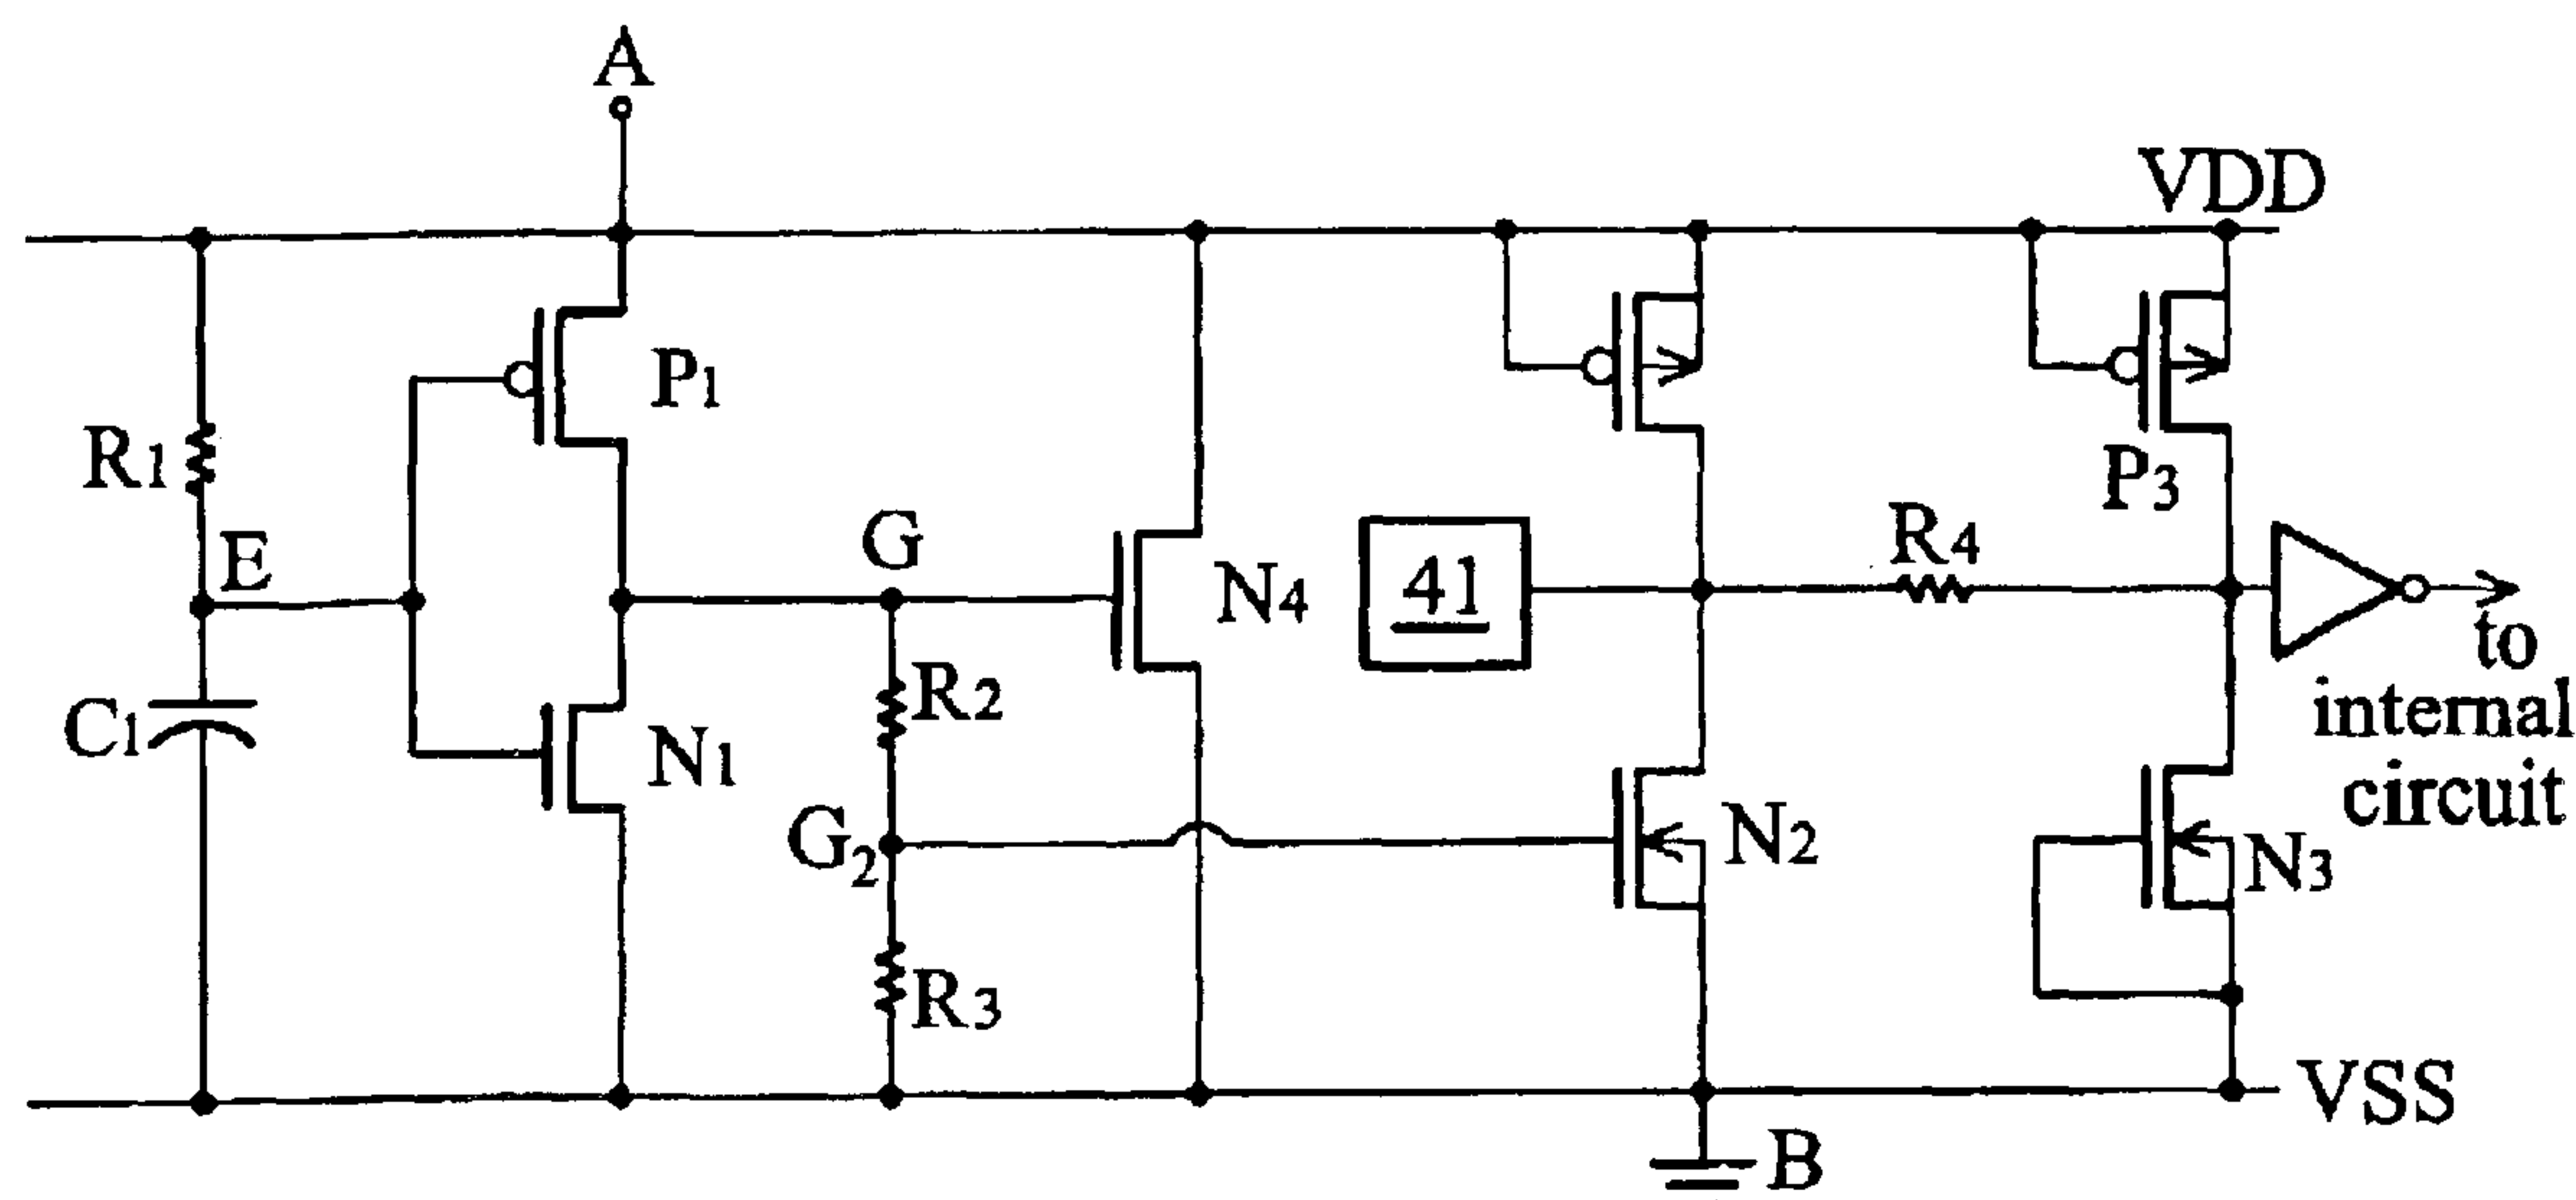 A
VDD
P1
R1
P3
E
G
N4
41
R4
to
internal
circuit
C1
N1
R2
G2
N2
N3
R3
VSS
B